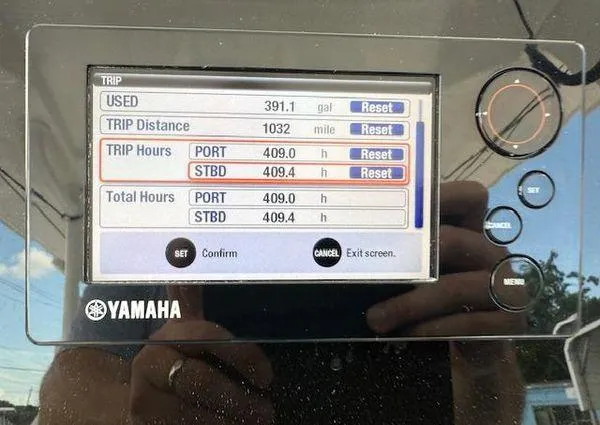 TRIP
USED 391.1 gal Reset
TRIP Distance 1032 mile Reset
TRIP Hours PORT 409.0 h Reset
STBD 409.4 h Reset
Total Hours PORT 409.0 h
STBD 409.4 h
SET Confirm CANCEL Exit screen.
SET
CANCEL
MENU
YAMAHA